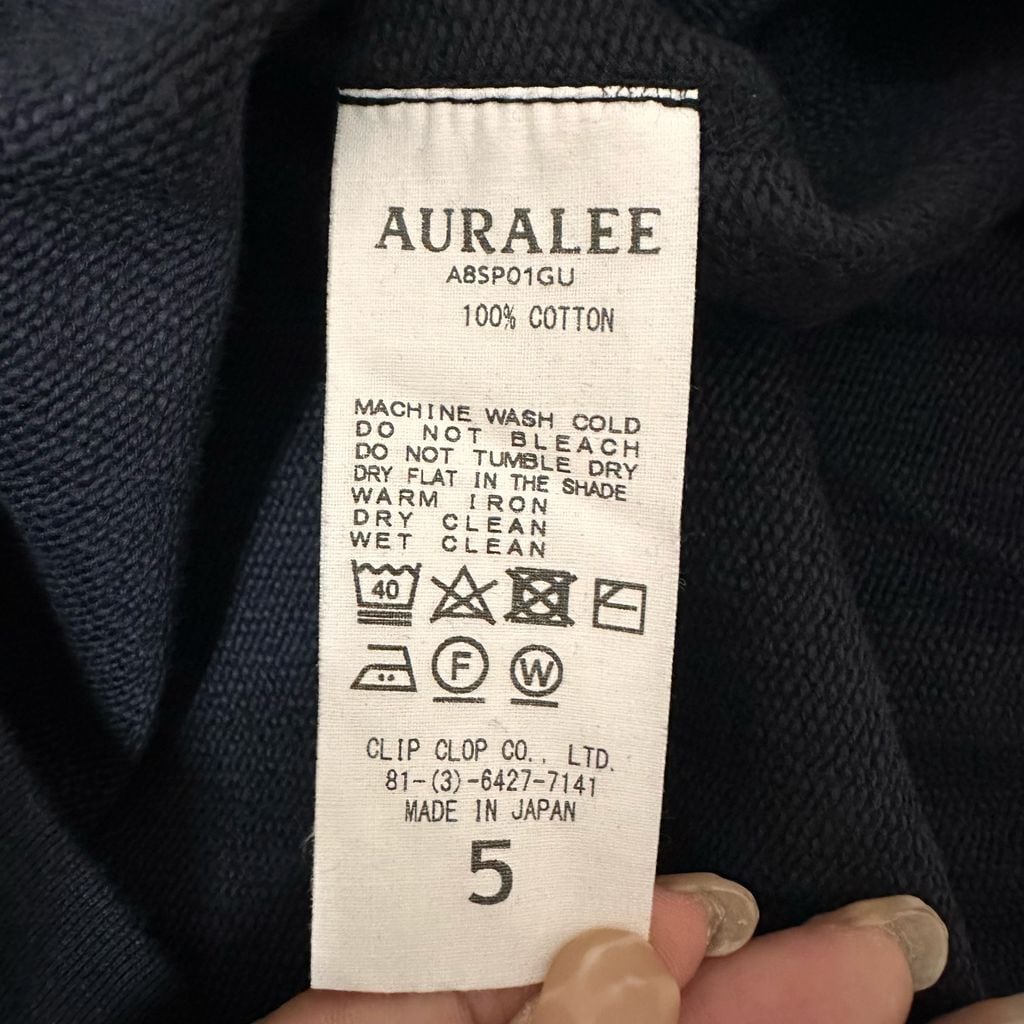 AURALEE
A8SP01GU
100% COTTON
MACHINE WASH COLD
DO NOT BLEACH
DO NOT TUMBLE DRY
DRY FLAT IN THE SHADE
WARM IRON
DRY CLEAN
WET CLEAN
40
F W
CLIP CLOP CO., LTD.
81-(3)-6427-7141
MADE IN JAPAN
5